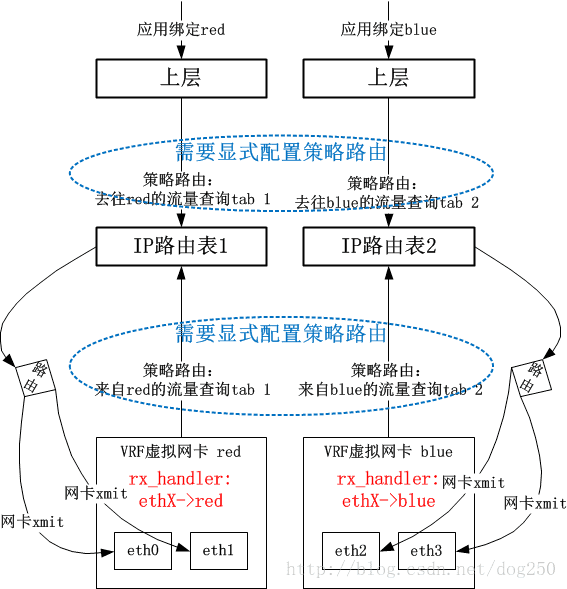 应用绑定red
应用绑定blue
上层
上层
需要显式配置策略路由
策略路由:
去往red的流量查询tab 1
策略路由:
去往blue的流量查询tab 2
IP路由表1
IP路由表2
需要显式配置策略路由
策略路由:
来自red的流量查询tab 1
策略路由:
来自blue的流量查询tab 2
路由
路由
VRF虚拟网卡 red
rx_handler:
ethX->red
VRF虚拟网卡 blue
rx_handler:
ethX->blue
网卡xmit
网卡xmit
网卡xmit
网卡xmit
eth0
eth1
eth2
eth3
http://blog.csdn.net/dog250